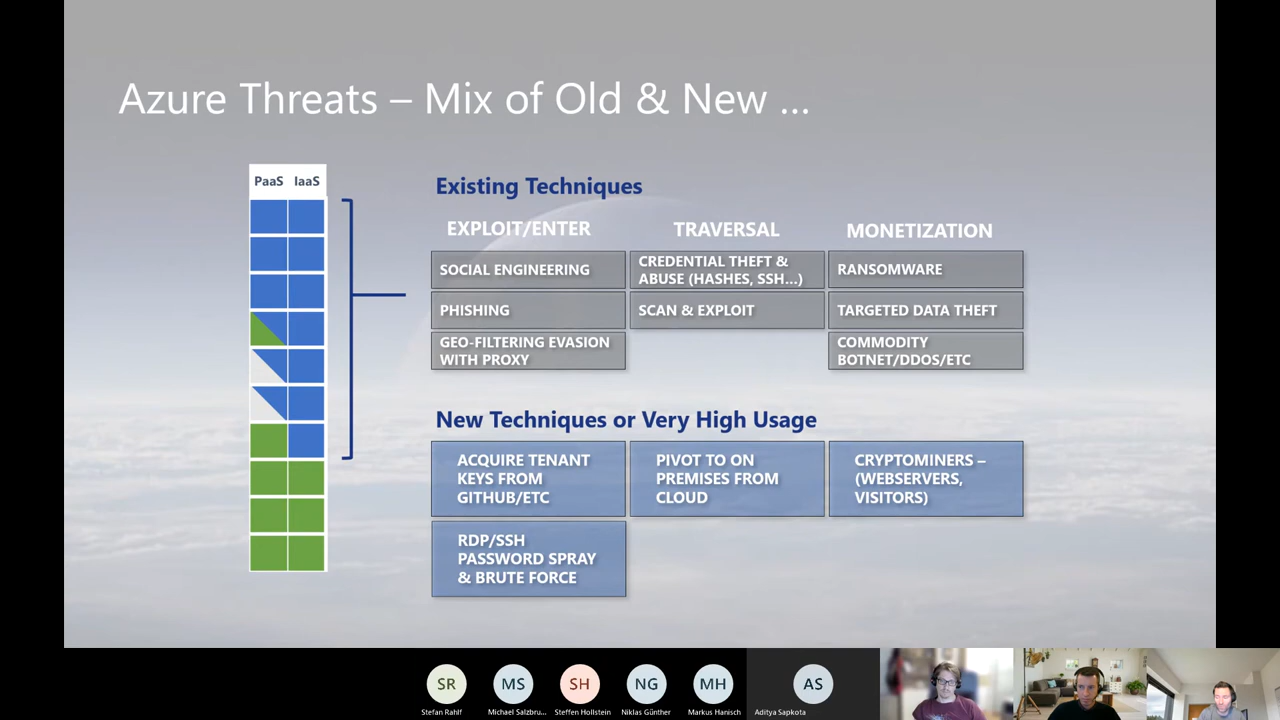 Azure Threats – Mix of Old & New ...
PaaS IaaS
Existing Techniques
EXPLOIT/ENTER
TRAVERSAL
MONETIZATION
SOCIAL ENGINEERING
CREDENTIAL THEFT &
ABUSE (HASHES, SSH...)
RANSOMWARE
PHISHING
SCAN & EXPLOIT
TARGETED DATA THEFT
GEO-FILTERING EVASION
WITH PROXY
COMMODITY
BOTNET/DDOS/ETC
New Techniques or Very High Usage
ACQUIRE TENANT
KEYS FROM
GITHUB/ETC
PIVOT TO ON
PREMISES FROM
CLOUD
CRYPTOMINERS –
(WEBSERVERS,
VISITORS)
RDP/SSH
PASSWORD SPRAY
& BRUTE FORCE
SR
MS
SH
NG
MH
AS
Stefan Rahlf
Michael Salzbru...
Steffen Hollstein
Niklas Günther
Markus Hanisch
Aditya Sapkota